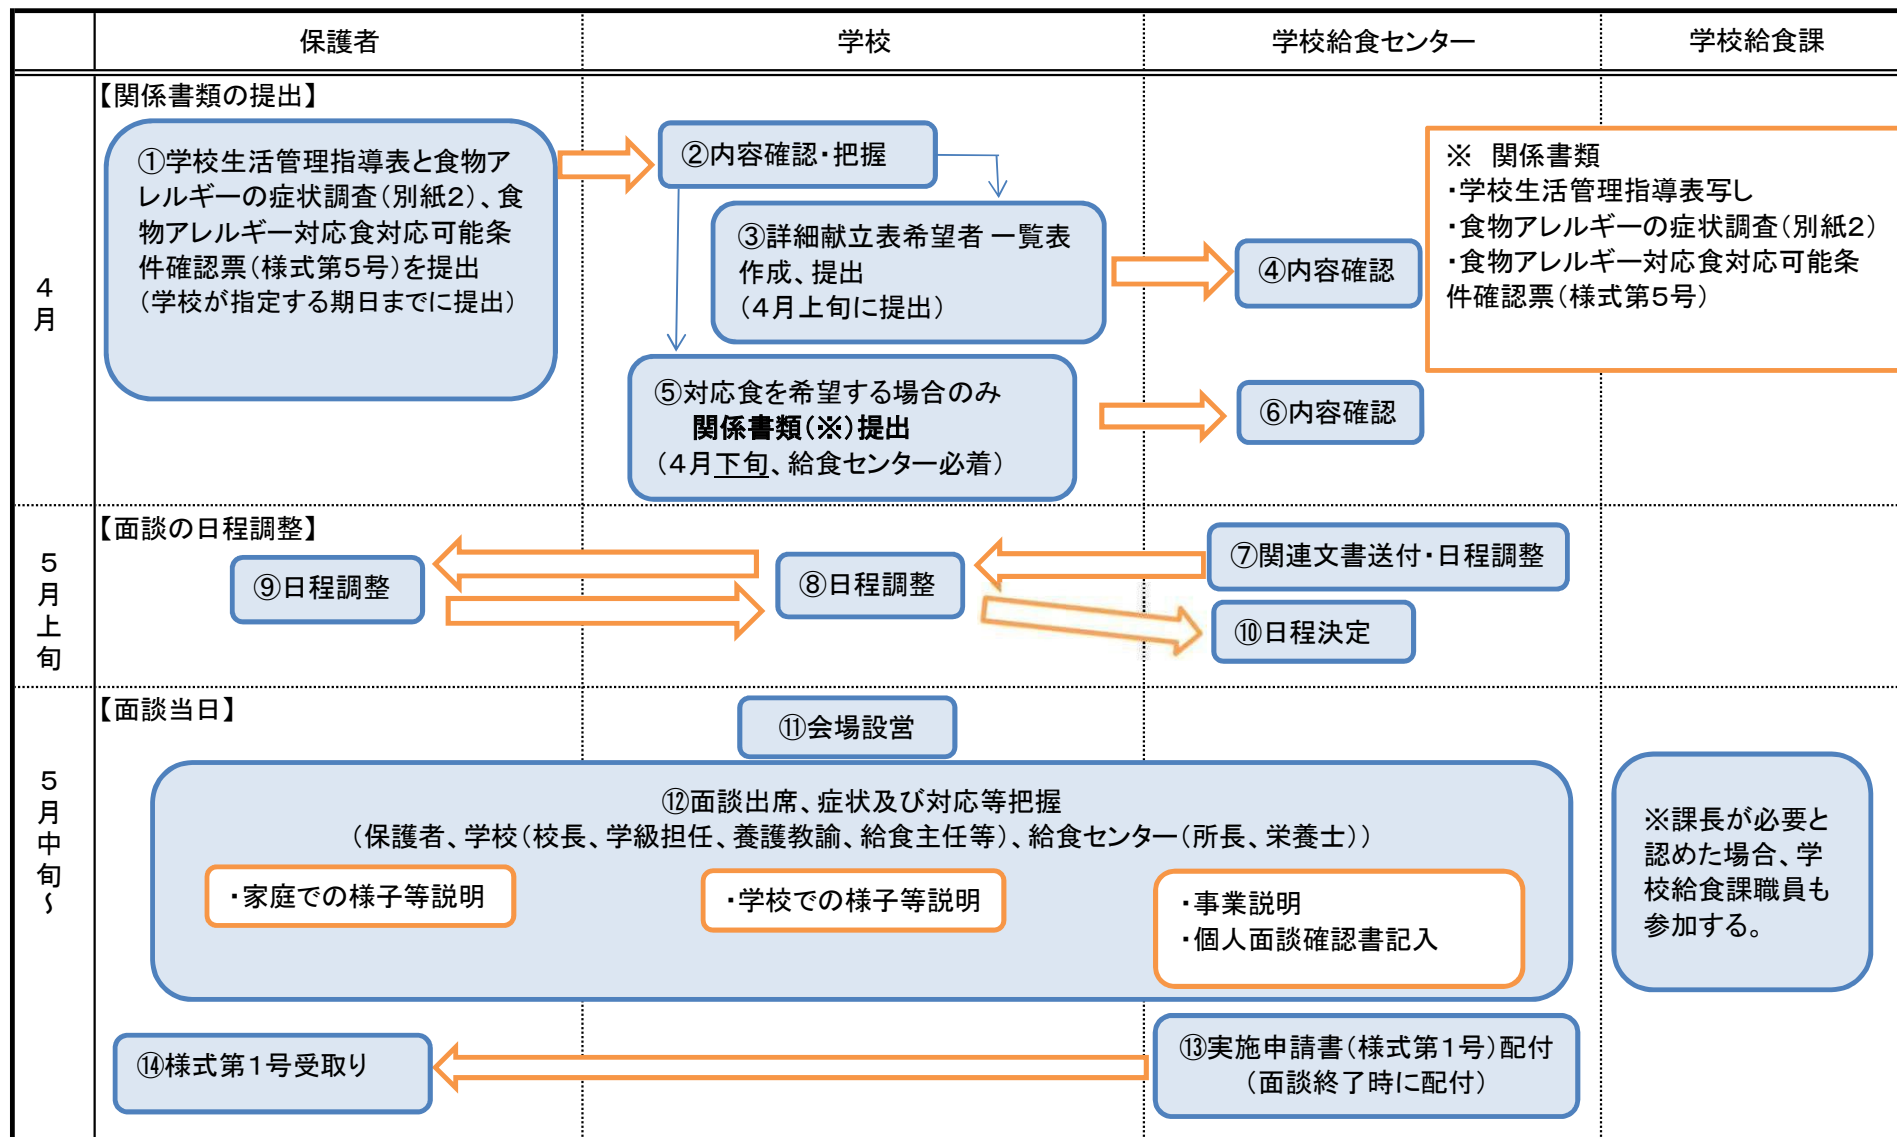 保護者
学校
学校給食センター
学校給食課
4月
【関係書類の提出】
①学校生活管理指導表と食物ア
レルギーの症状調査(別紙2)、食
物アレルギー対応食対応可能条
件確認票(様式第5号)を提出
(学校が指定する期日までに提出)
②内容確認・把握
③詳細献立表希望者 一覧表
作成、提出
(4月上旬に提出)
④内容確認
※ 関係書類
・学校生活管理指導表写し
・食物アレルギーの症状調査(別紙2)
・食物アレルギー対応食対応可能条
件確認票(様式第5号)
⑤対応食を希望する場合のみ
関係書類(※)提出
(4月下旬、給食センター必着)
⑥内容確認
5月上旬
【面談の日程調整】
⑨日程調整
⑧日程調整
⑦関連文書送付・日程調整
⑩日程決定
5月中旬~
【面談当日】
⑪会場設営
⑫面談出席、症状及び対応等把握
(保護者、学校(校長、学級担任、養護教諭、給食主任等)、給食センター(所長、栄養士))
・家庭での様子等説明
・学校での様子等説明
・事業説明
・個人面談確認書記入
※課長が必要と
認めた場合、学
校給食課職員も
参加する。
⑭様式第1号受取り
⑬実施申請書(様式第1号)配付
(面談終了時に配付)